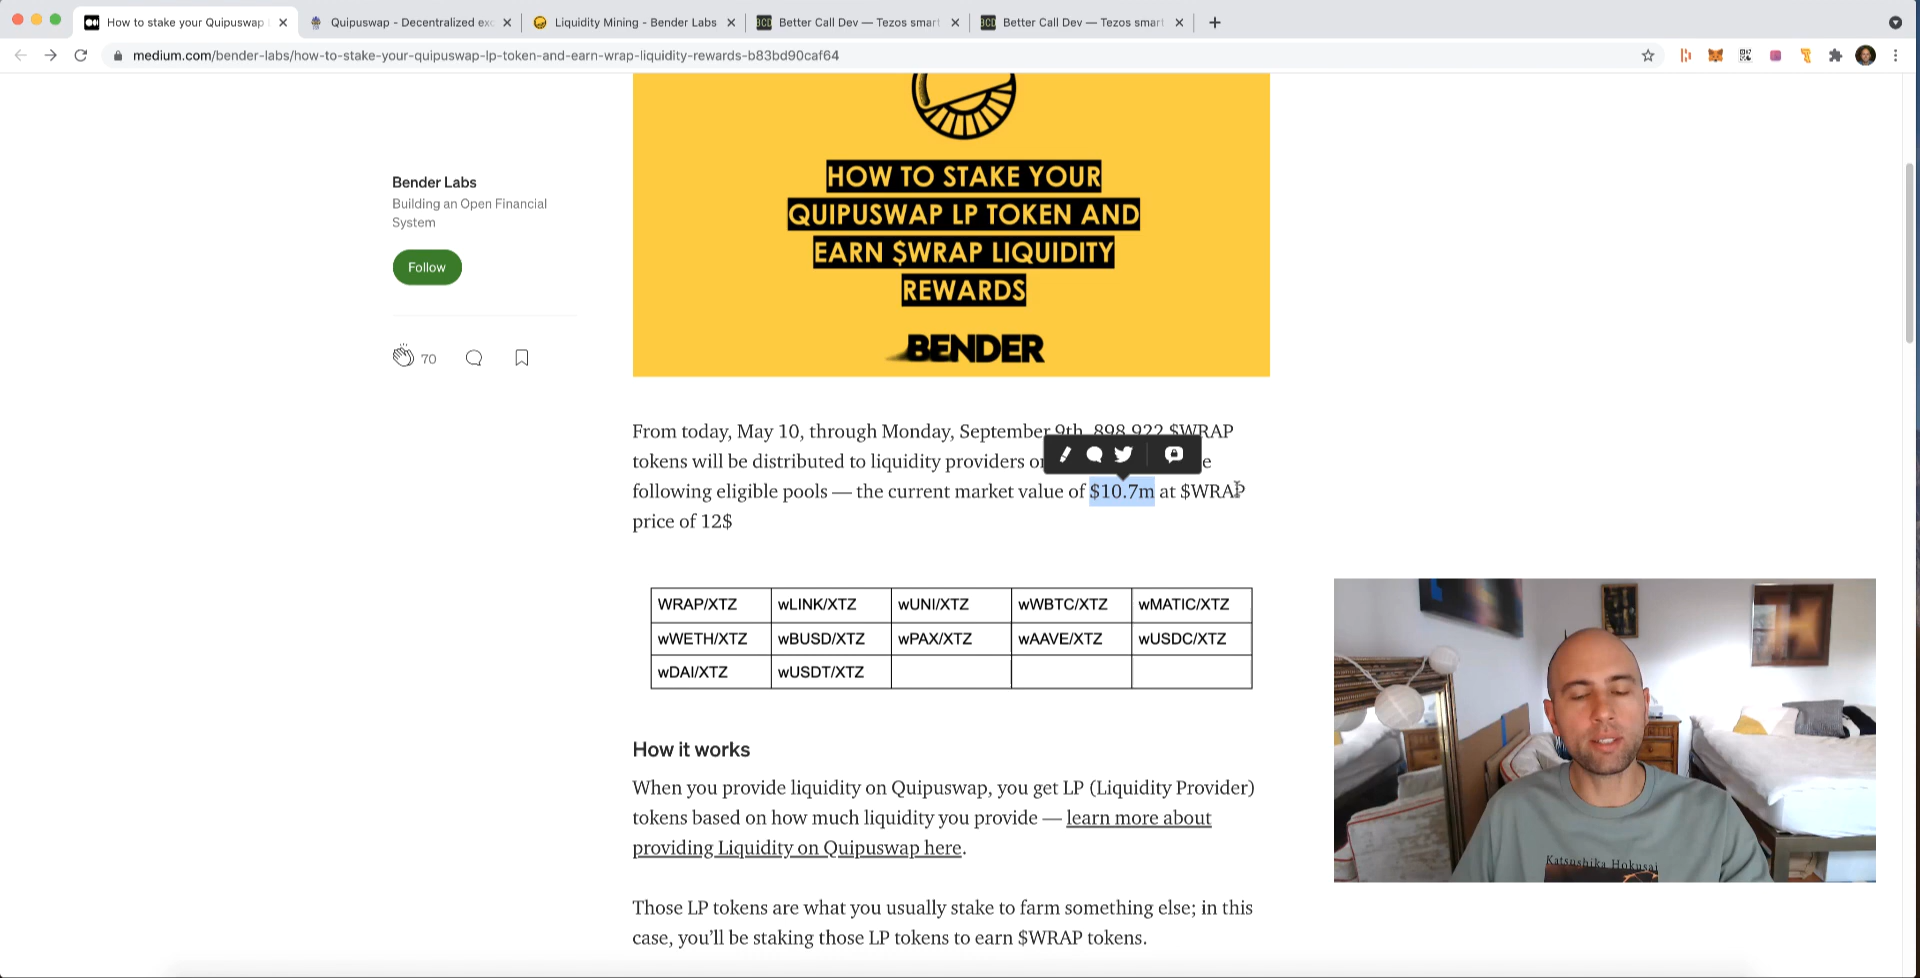 How to stake your Quipuswap
Quipuswap - Decentralized exc
Liquidity Mining - Bender Labs
BCD Better Call Dev — Tezos smart
BCD Better Call Dev — Tezos smart
medium.com/bender-labs/how-to-stake-your-quipuswap-lp-token-and-earn-wrap-liquidity-rewards-b83bd90caf64
HOW TO STAKE YOUR
QUIPUSWAP LP TOKEN AND
EARN $WRAP LIQUIDITY
REWARDS
BENDER
Bender Labs
Building an Open Financial
System
Follow
70
From today, May 10, through Monday, September 9th, 898,922 $WRAP
tokens will be distributed to liquidity providers
following eligible pools — the current market value of $10.7m at $WRAP
price of 12$
WRAP/XTZ wLINK/XTZ wUNI/XTZ wWBTC/XTZ wMATIC/XTZ
wWETH/XTZ wBUSD/XTZ wPAX/XTZ wAAVE/XTZ wUSDC/XTZ
wDAI/XTZ wUSDT/XTZ
How it works
When you provide liquidity on Quipuswap, you get LP (Liquidity Provider)
tokens based on how much liquidity you provide — learn more about
providing Liquidity on Quipuswap here.
Those LP tokens are what you usually stake to farm something else; in this
case, you’ll be staking those LP tokens to earn $WRAP tokens.
Katsushika Hokusai